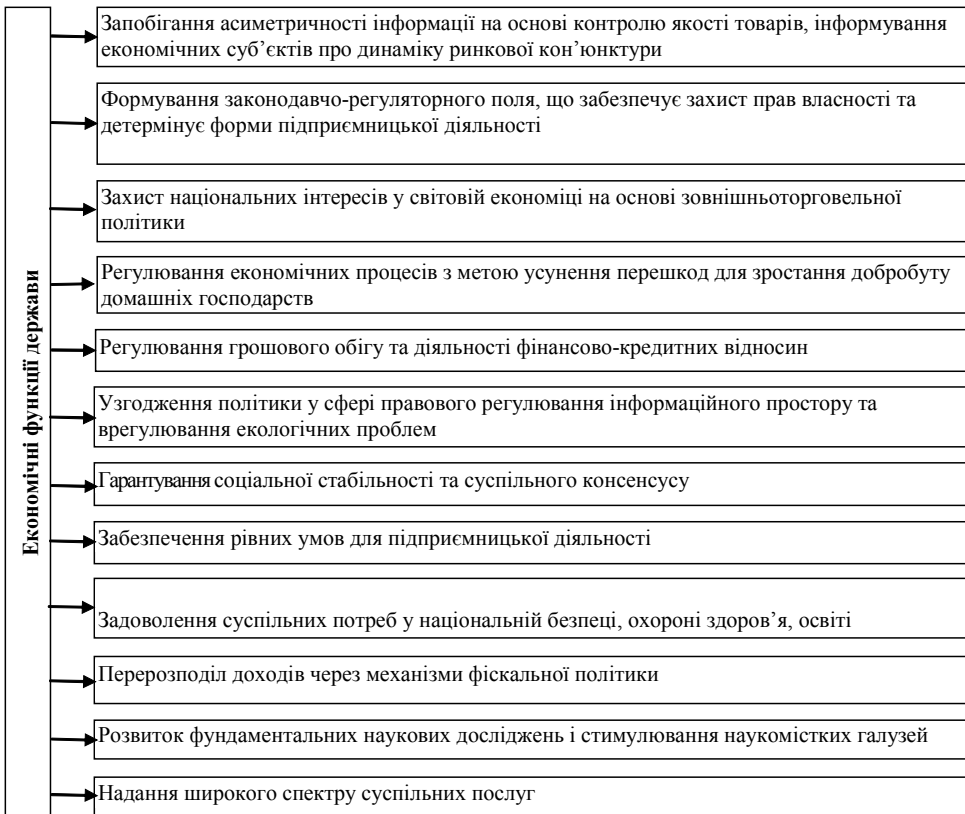 Економічні функції держави
Запобігання асиметричності інформації на основі контролю якості товарів, інформування
економічних суб’єктів про динаміку ринкової кон’юнктури
Формування законодавчо-регуляторного поля, що забезпечує захист прав власності та
детермінує форми підприємницької діяльності
Захист національних інтересів у світовій економіці на основі зовнішньоторговельної
політики
Регулювання економічних процесів з метою усунення перешкод для зростання добробуту
домашніх господарств
Регулювання грошового обігу та діяльності фінансово-кредитних відносин
Узгодження політики у сфері правового регулювання інформаційного простору та
врегулювання екологічних проблем
Гарантування соціальної стабільності та суспільного консенсусу
Забезпечення рівних умов для підприємницької діяльності
Задоволення суспільних потреб у національній безпеці, охороні здоров’я, освіті
Перерозподіл доходів через механізми фіскальної політики
Розвиток фундаментальних наукових досліджень і стимулювання наукомістких галузей
Надання широкого спектру суспільних послуг